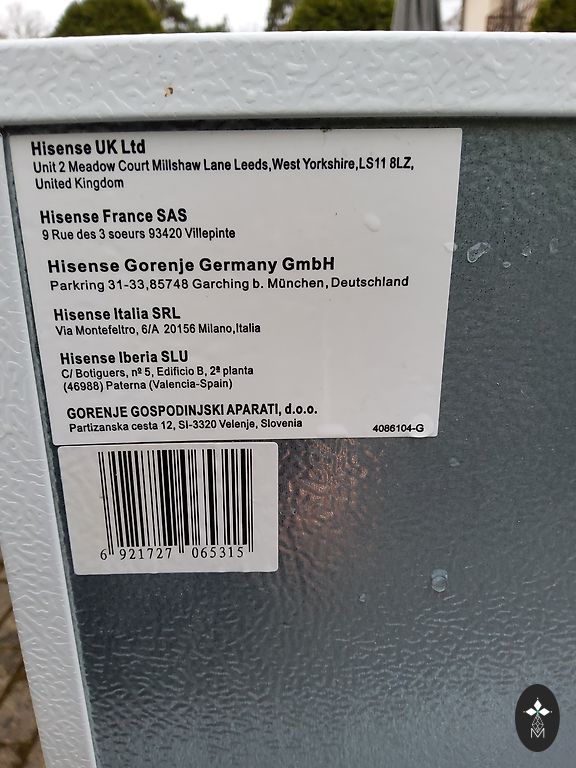 Hisense UK Ltd
Unit 2 Meadow Court Millshaw Lane Leeds,West Yorkshire,LS11 8LZ,
United Kingdom
Hisense France SAS
9 Rue des 3 soeurs 93420 Villepinte
Hisense Gorenje Germany GmbH
Parkring 31-33,85748 Garching b. München, Deutschland
Hisense Italia SRL
Via Montefeltro, 6/A 20156 Milano,Italia
Hisense Iberia SLU
C/ Botiguers, nº 5, Edificio B, 2ª planta
(46988) Paterna (Valencia-Spain)
GORENJE GOSPODINJSKI APARATI, d.o.o.
Partizanska cesta 12, SI-3320 Velenje, Slovenia
4086104-G
6 921727 065315
M